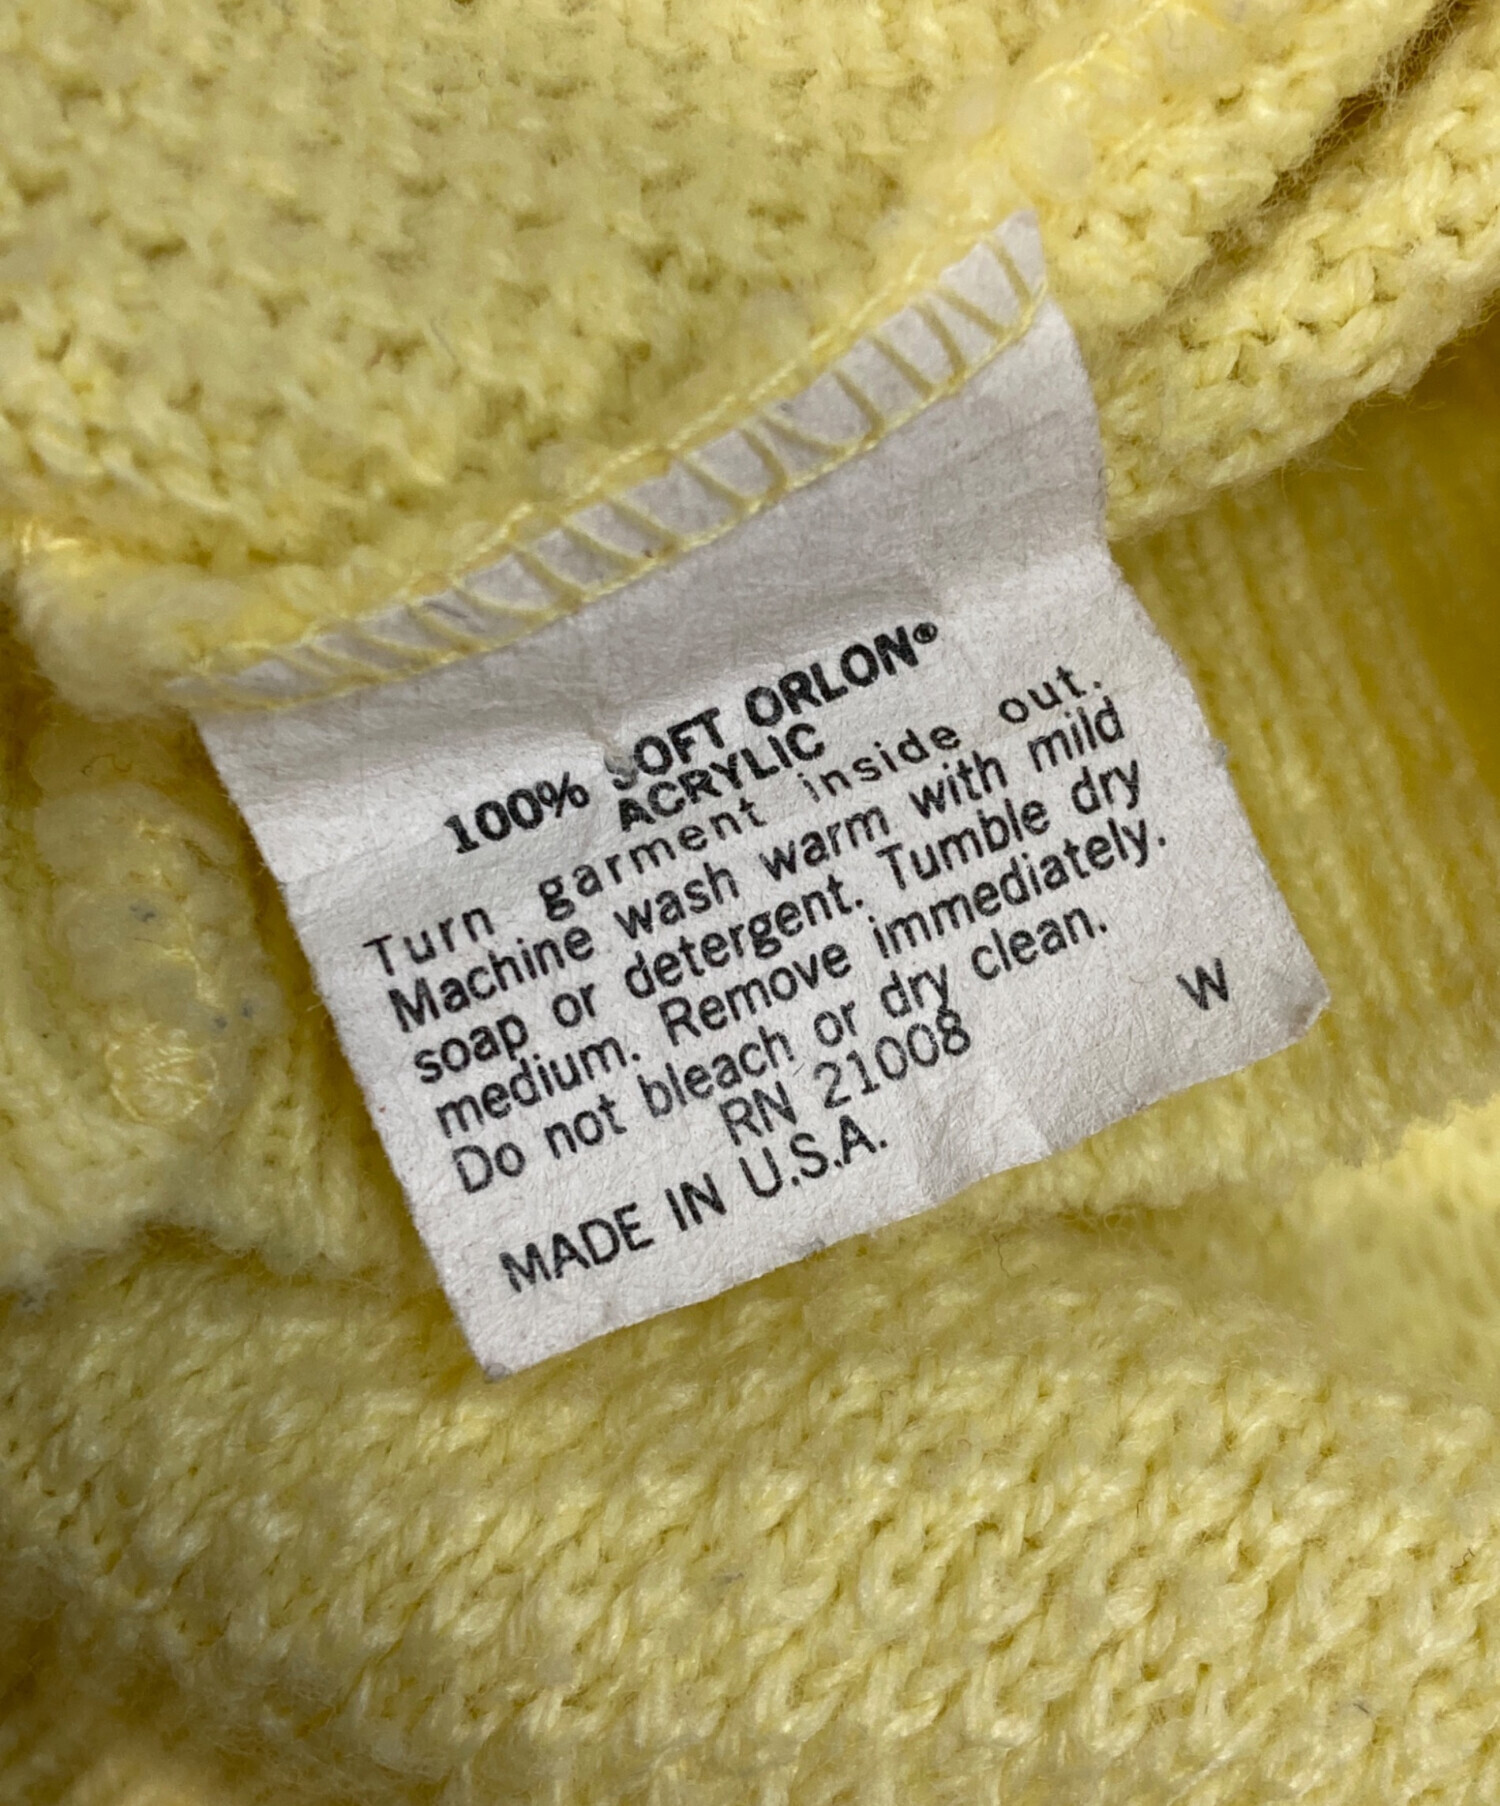 100% SOFT ORLON®
ACRYLIC
Turn garment inside out.
Machine wash warm with mild
soap or detergent. Tumble dry
medium. Remove immediately.
Do not bleach or dry clean.
RN 21008
W
MADE IN U.S.A.